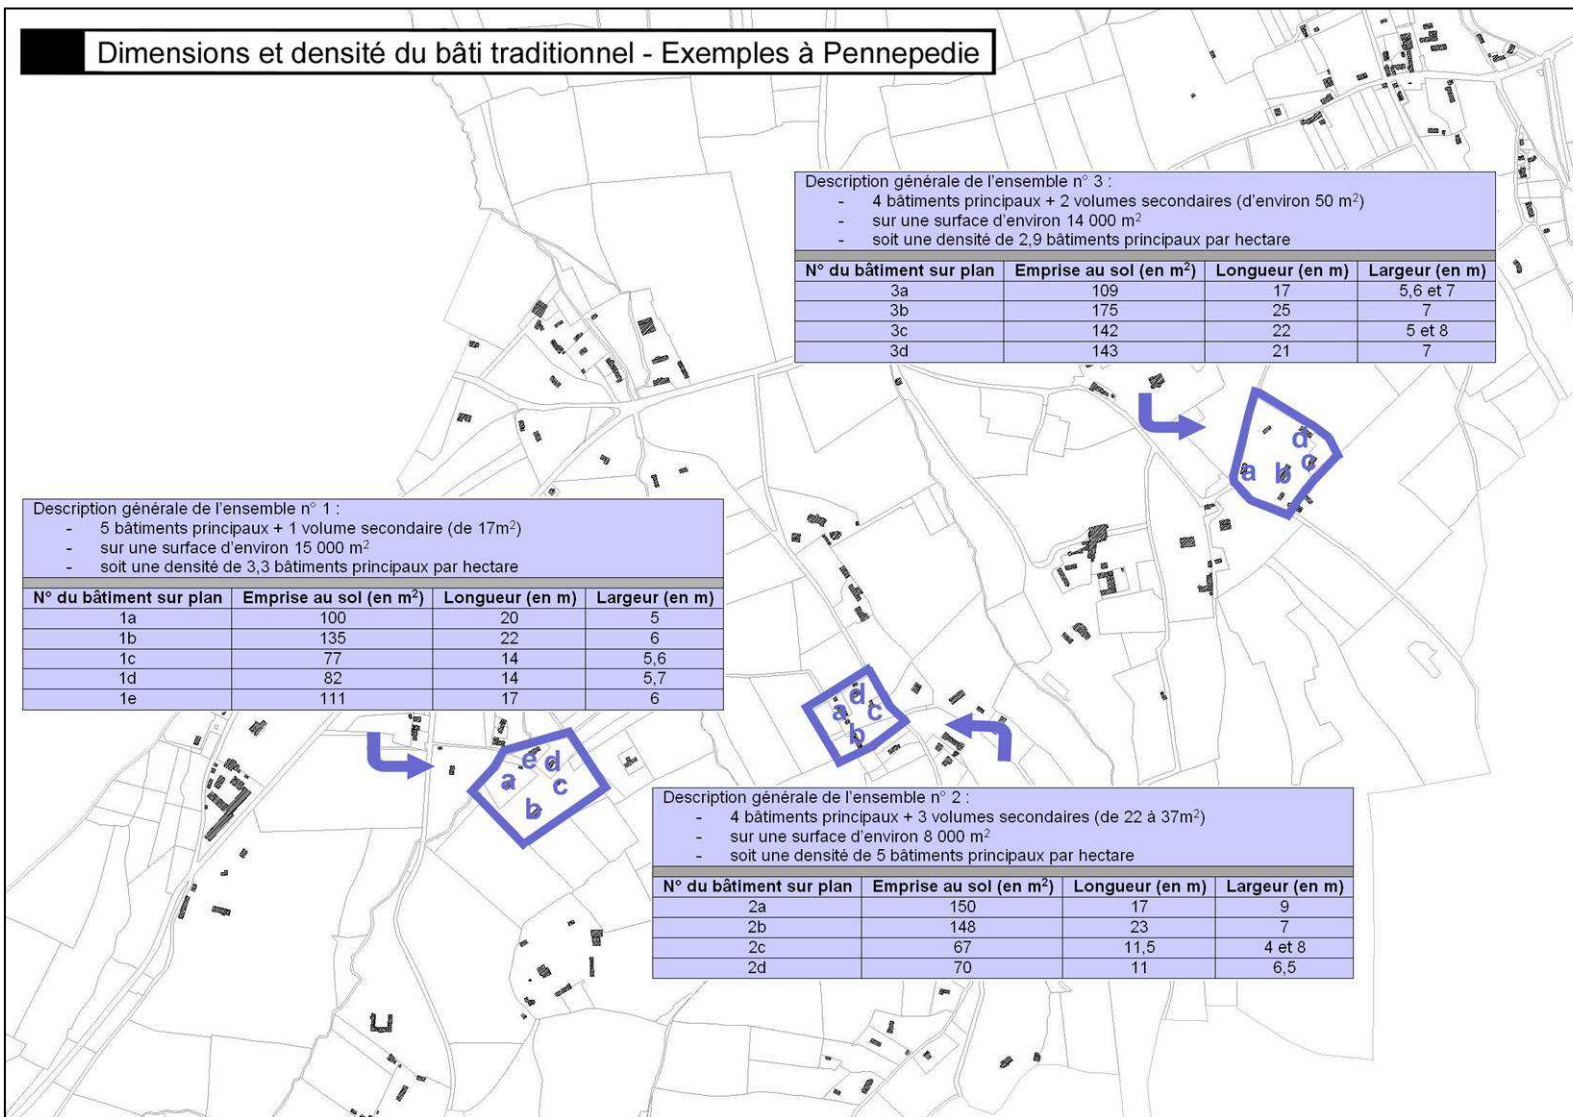 Dimensions et densité du bâti traditionnel - Exemples à Pennepedie
Description générale de l'ensemble n° 3 :
- 4 bâtiments principaux + 2 volumes secondaires (d'environ 50 m²)
- sur une surface d'environ 14 000 m²
- soit une densité de 2,9 bâtiments principaux par hectare
N° du bâtiment sur plan Emprise au sol (en m²) Longueur (en m) Largeur (en m)
3a 109 17 5,6 et 7
3b 175 25 7
3c 142 22 5 et 8
3d 143 21 7
d
a b c
Description générale de l'ensemble n° 1 :
- 5 bâtiments principaux + 1 volume secondaire (de 17m²)
- sur une surface d'environ 15 000 m²
- soit une densité de 3,3 bâtiments principaux par hectare
N° du bâtiment sur plan Emprise au sol (en m²) Longueur (en m) Largeur (en m)
1a 100 20 5
1b 135 22 6
1c 77 14 5,6
1d 82 14 5,7
1e 111 17 6
d
a c
b
e d
a c
b
Description générale de l'ensemble n° 2 :
- 4 bâtiments principaux + 3 volumes secondaires (de 22 à 37m²)
- sur une surface d'environ 8 000 m²
- soit une densité de 5 bâtiments principaux par hectare
N° du bâtiment sur plan Emprise au sol (en m²) Longueur (en m) Largeur (en m)
2a 150 17 9
2b 148 23 7
2c 67 11,5 4 et 8
2d 70 11 6,5